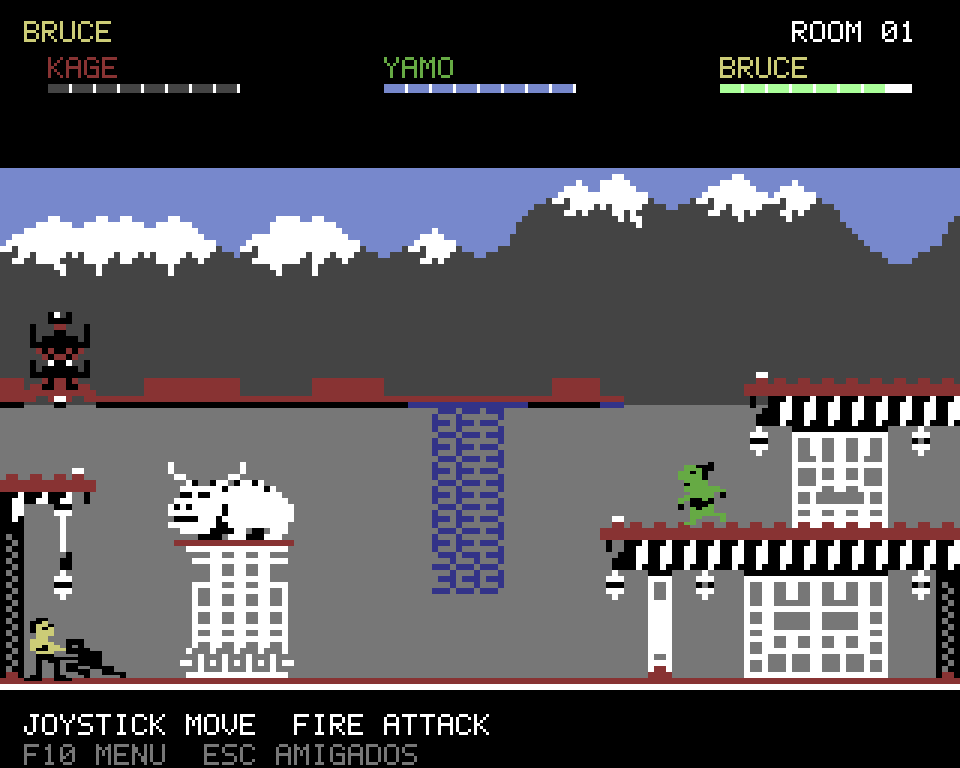 BRUCE ROOM 01
KAGE YAMO BRUCE
JOYSTICK MOVE FIRE ATTACK
F10 MENU ESC AMIGADOS